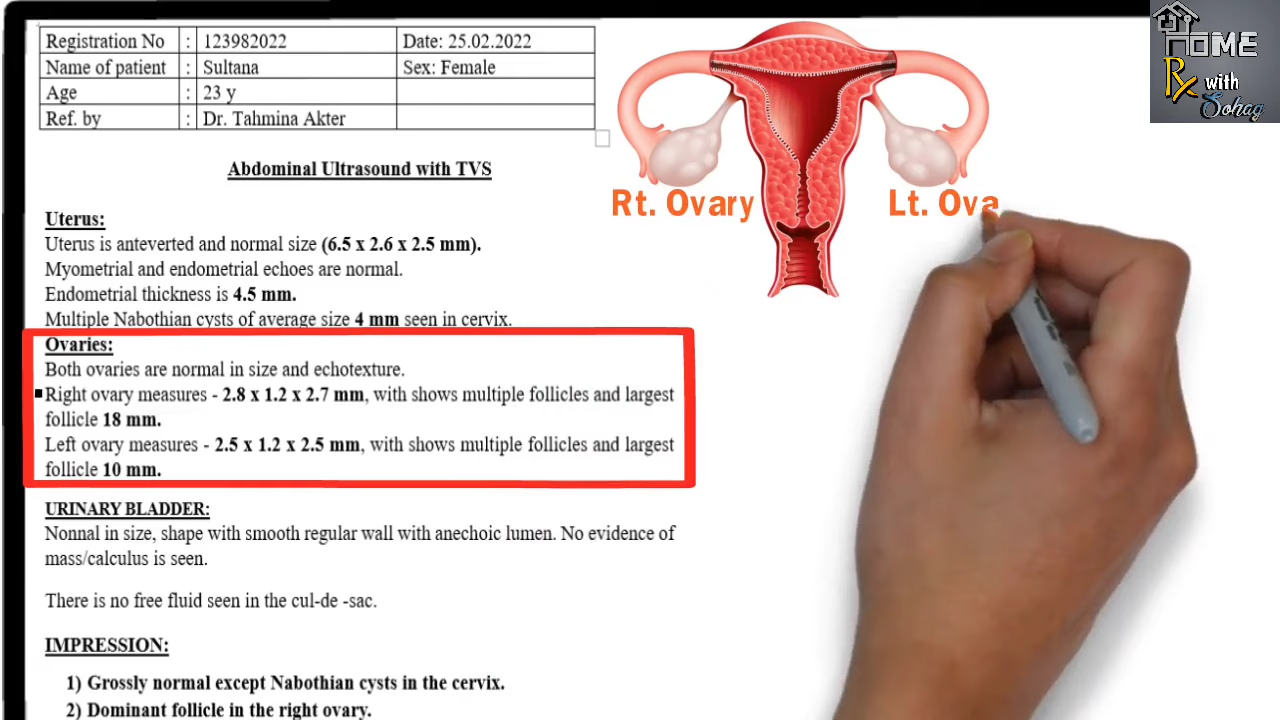 Registration No : 123982022 Date: 25.02.2022
Name of patient : Sultana Sex: Female
Age : 23 y
Ref. by : Dr. Tahmina Akter
Abdominal Ultrasound with TVS
Uterus:
Uterus is anteverted and normal size (6.5 x 2.6 x 2.5 mm).
Myometrial and endometrial echoes are normal.
Endometrial thickness is 4.5 mm.
Multiple Nabothian cysts of average size 4 mm seen in cervix.
Ovaries:
Both ovaries are normal in size and echotexture.
Right ovary measures - 2.8 x 1.2 x 2.7 mm, with shows multiple follicles and largest
follicle 18 mm.
Left ovary measures - 2.5 x 1.2 x 2.5 mm, with shows multiple follicles and largest
follicle 10 mm.
URINARY BLADDER:
Nonnal in size, shape with smooth regular wall with anechoic lumen. No evidence of
mass/calculus is seen.
There is no free fluid seen in the cul-de -sac.
IMPRESSION:
1) Grossly normal except Nabothian cysts in the cervix.
2) Dominant follicle in the right ovary.
Rt. Ovary
Lt. Ova
HOME
Rx with
Sohag